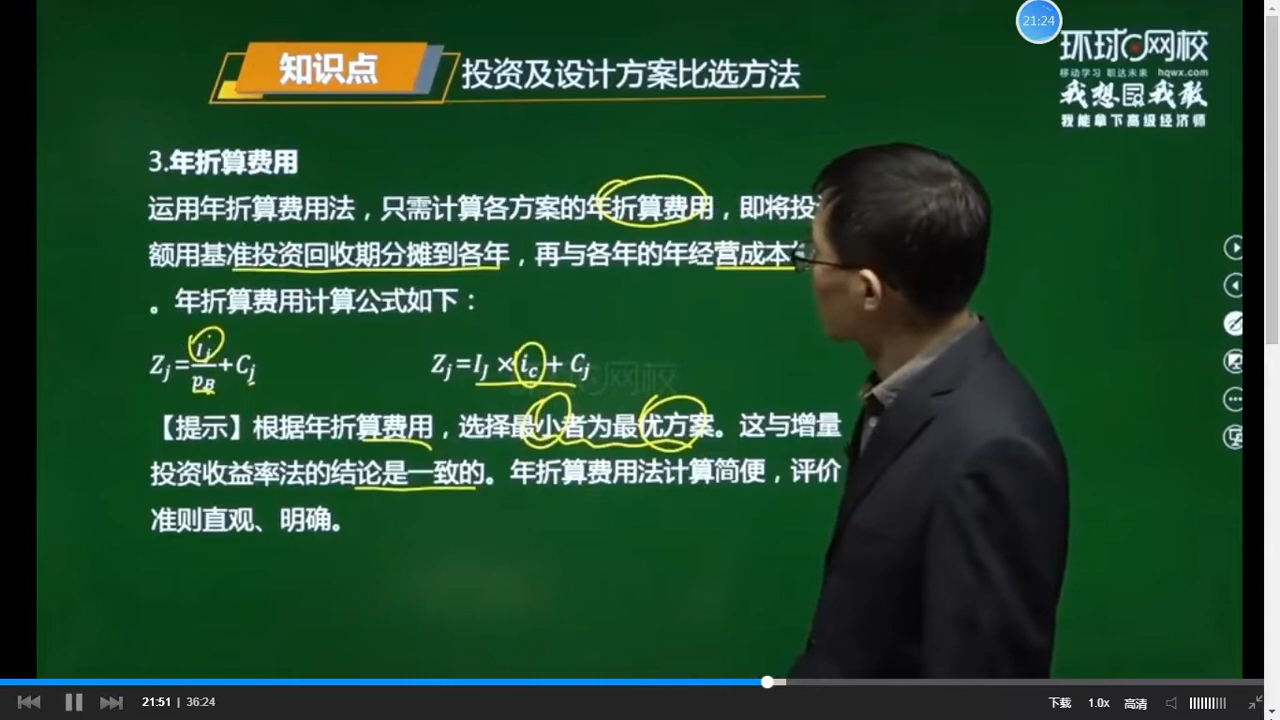 21:24
环球网校
移动学习 职达未来 hqwx.com
我想 我敢
我能拿下高级经济师
知识点
投资及设计方案比选方法
3.年折算费用
运用年折算费用法，只需计算各方案的年折算费用，即将投
额用基准投资回收期分摊到各年，再与各年的年经营成本
。年折算费用计算公式如下：
Zj=Ij/PB+Cj Zj=IJ×ic+Cj
【提示】根据年折算费用，选择最小者为最优方案。这与增量
投资收益率法的结论是一致的。年折算费用法计算简便，评价
准则直观、明确。
21:51 | 36:24
下载 1.0x 高清